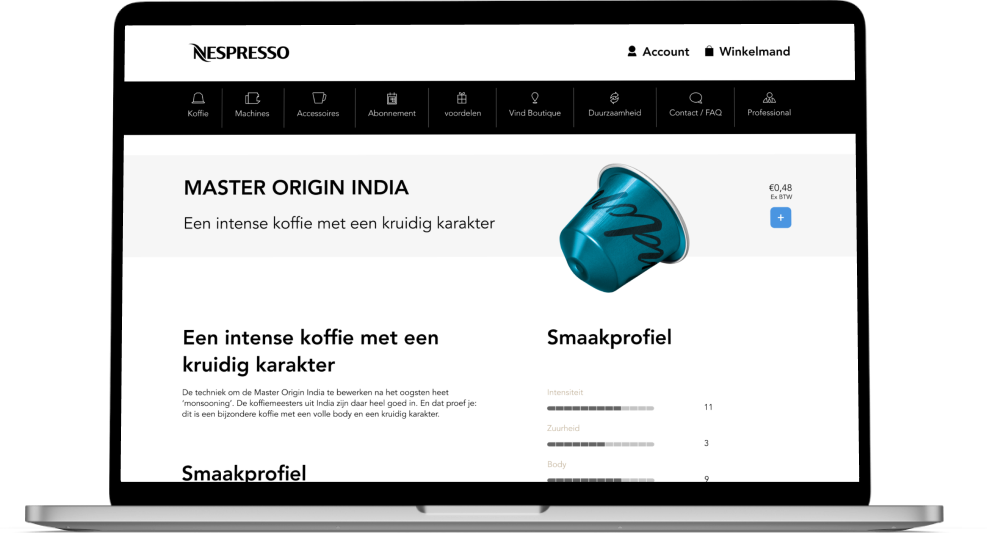 NESPRESSO
Account
Winkelmand
Koffie
Machines
Accessoires
Abonnement
voordelen
Vind Boutique
Duurzaamheid
Contact / FAQ
Professional
MASTER ORIGIN INDIA
Een intense koffie met een kruidig karakter
€0,48
Ex BTW
+
Een intense koffie met een
kruidig karakter
De techniek om de Master Origin India te bewerken na het oogsten heet
'monsooning'. De koffiemeesters uit India zijn daar heel goed in. En dat proef je:
dit is een bijzondere koffie met een volle body en een kruidig karakter.
Smaakprofiel
Smaakprofiel
Intensiteit
11
Zuurheid
3
Body
9